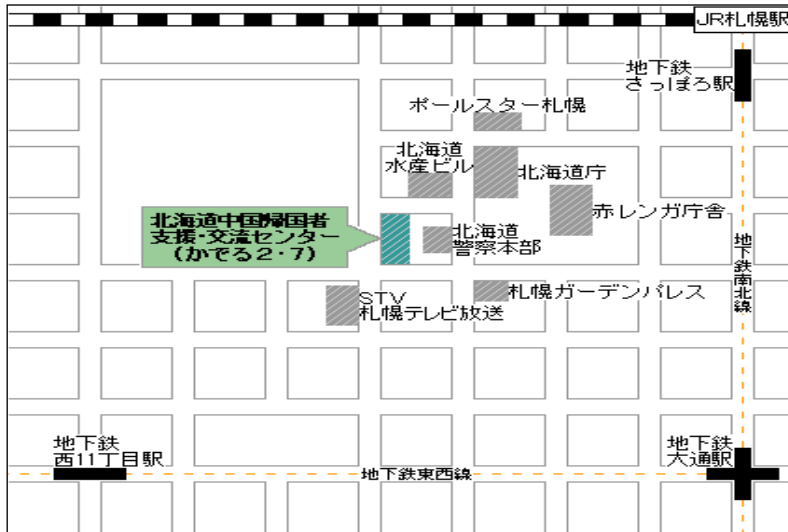 JR札幌駅
地下鉄
さっぽろ駅
ポールスター札幌
北海道
水産ビル
北海道庁
赤レンガ庁舎
北海道中国帰国者
支援・交流センター
(かでる2・7)
北海道
警察本部
地下鉄南北線
札幌ガーデンパレス
STV
札幌テレビ放送
地下鉄
西11丁目駅
地下鉄東西線
地下鉄
大通駅